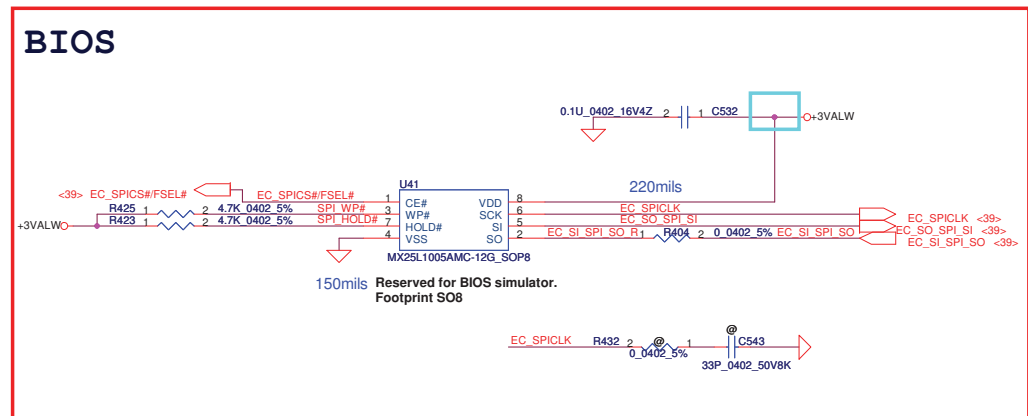 BIOS
0.1U_0402_16V4Z 2 1 C532 +3VALW
U41
220mils
<39> EC_SPICS#/FSEL# EC_SPICS#/FSEL# 1 CE# VDD 8
R425 1 2 4.7K_0402_5% SPI_WP# 3 WP# SCK 6 EC_SPICLK EC_SPICLK <39>
+3VALW R423 1 2 4.7K_0402_5% SPI_HOLD# 7 HOLD# SI 5 EC_SO_SPI_SI EC_SO_SPI_SI <39>
4 VSS SO 2 EC_SI_SPI_SO_R 1 R404 2 0_0402_5% EC_SI_SPI_SO EC_SI_SPI_SO <39>
MX25L1005AMC-12G_SOP8
150mils Reserved for BIOS simulator.
Footprint SO8
@
EC_SPICLK R432 2 @ 1 C543
0_0402_5%
33P_0402_50V8K